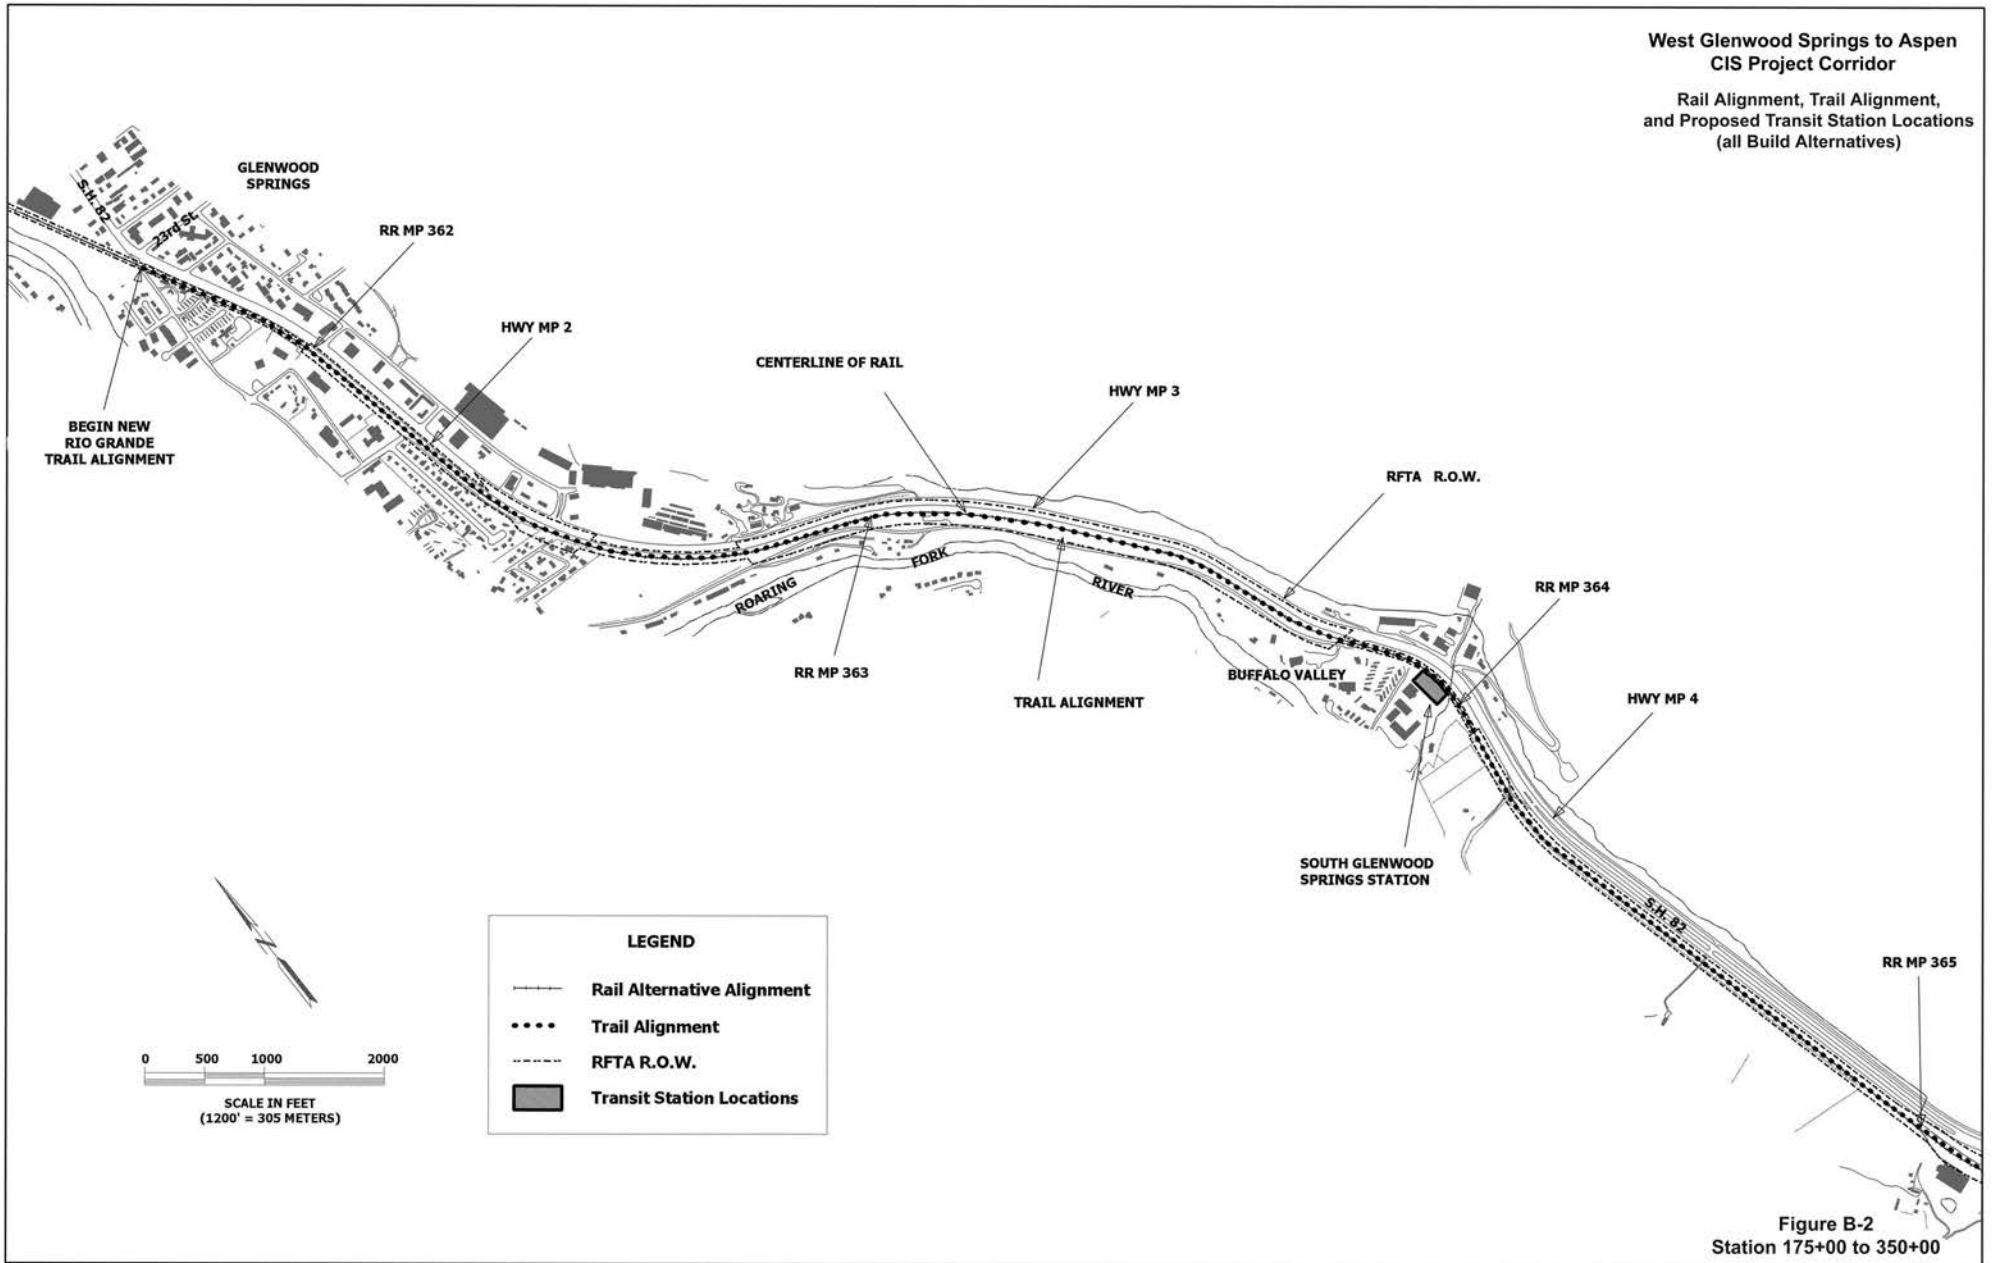 West Glenwood Springs to Aspen
CIS Project Corridor
Rail Alignment, Trail Alignment,
and Proposed Transit Station Locations
(all Build Alternatives)
GLENWOOD
SPRINGS
S.H. 82
23rd St.
RR MP 362
HWY MP 2
BEGIN NEW
RIO GRANDE
TRAIL ALIGNMENT
CENTERLINE OF RAIL
HWY MP 3
RFTA R.O.W.
ROARING
FORK
RIVER
RR MP 363
TRAIL ALIGNMENT
BUFFALO VALLEY
RR MP 364
HWY MP 4
SOUTH GLENWOOD
SPRINGS STATION
S.H. 82
RR MP 365
LEGEND
Rail Alternative Alignment
Trail Alignment
RFTA R.O.W.
Transit Station Locations
0 500 1000 2000
SCALE IN FEET
(1200' = 305 METERS)
Figure B-2
Station 175+00 to 350+00